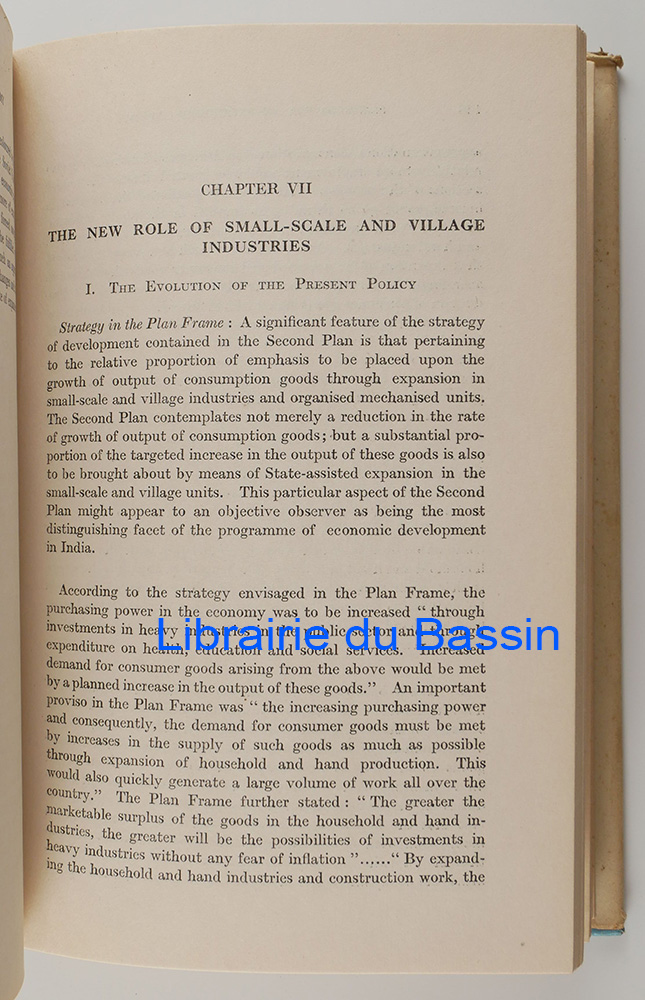 CHAPTER VII
THE NEW ROLE OF SMALL-SCALE AND VILLAGE
INDUSTRIES
I. THE EVOLUTION OF THE PRESENT POLICY
Strategy in the Plan Frame : A significant feature of the strategy
of development contained in the Second Plan is that pertaining
to the relative proportion of emphasis to be placed upon the
growth of output of consumption goods through expansion in
small-scale and village industries and organised mechanised units.
The Second Plan contemplates not merely a reduction in the rate
of growth of output of consumption goods; but a substantial pro-
portion of the targeted increase in the output of these goods is also
to be brought about by means of State-assisted expansion in the
small-scale and village units. This particular aspect of the Second
Plan might appear to an objective observer as being the most
distinguishing facet of the programme of economic development
in India.
According to the strategy envisaged in the Plan Frame, the
purchasing power in the economy was to be increased “ through
investments in heavy industries in the public sector and through
Librairie du Bassin
expenditure on health, education and social services. Increased
demand for consumer goods arising from the above would be met
by a planned increase in the output of these goods.” An important
proviso in the Plan Frame was “ the increasing purchasing power
and consequently, the demand for consumer goods must be met
by increases in the supply of such goods as much as possible
through expansion of household and hand production. This
would also quickly generate a large volume of work all over the
country.” The Plan Frame further stated : “ The greater the
marketable surplus of the goods in the household and hand in-
dustries, the greater will be the possibilities of investments in
heavy industries without any fear of inflation ”......“ By expand-
ing the household and hand industries and construction work, the